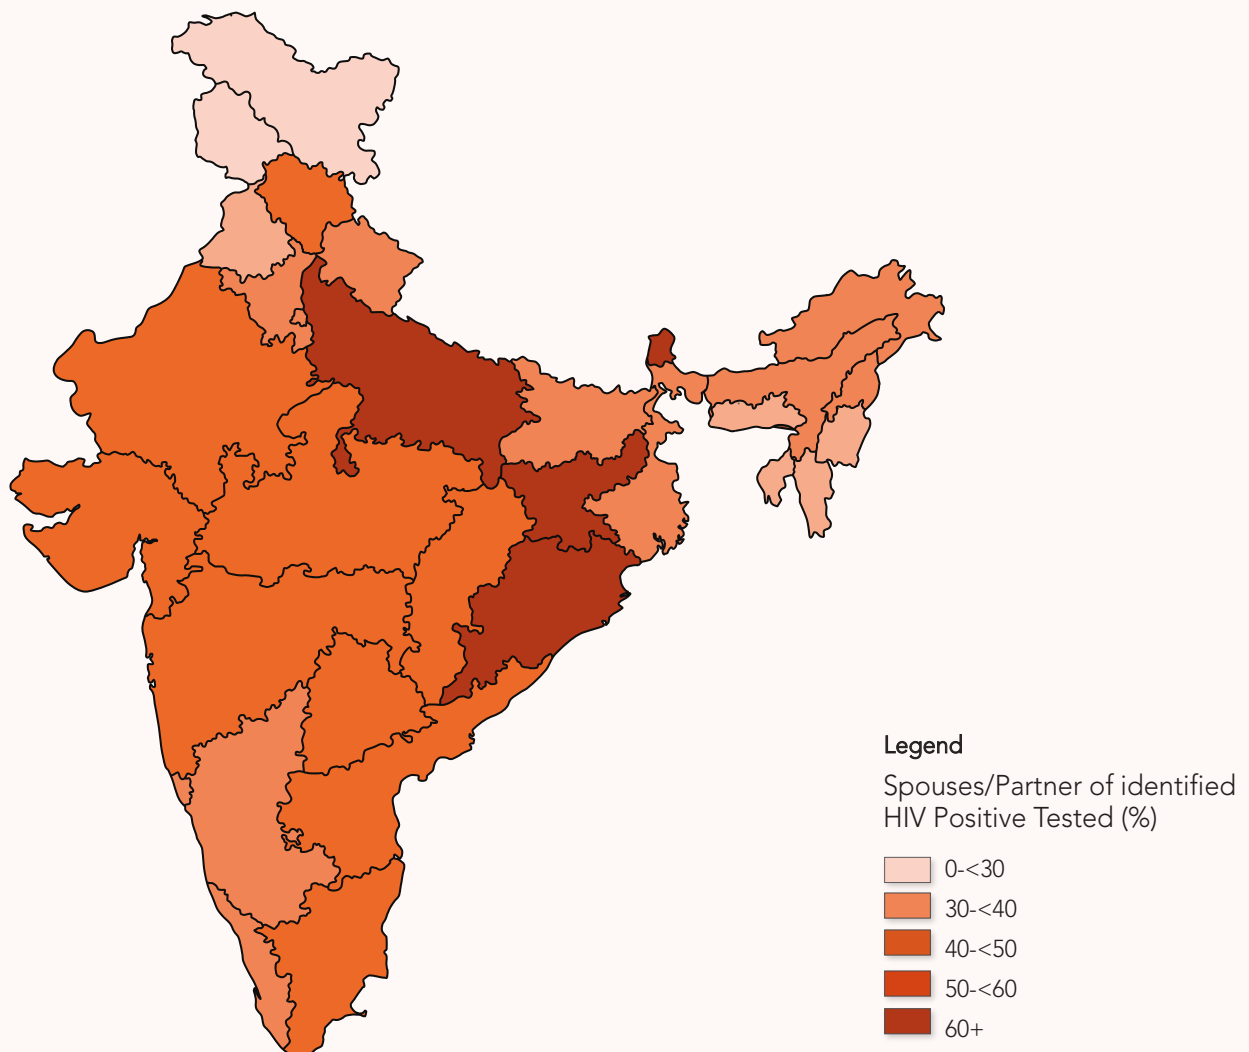 Legend
Spouses/Partner of identified
HIV Positive Tested (%)
0-<30
30-<40
40-<50
50-<60
60+